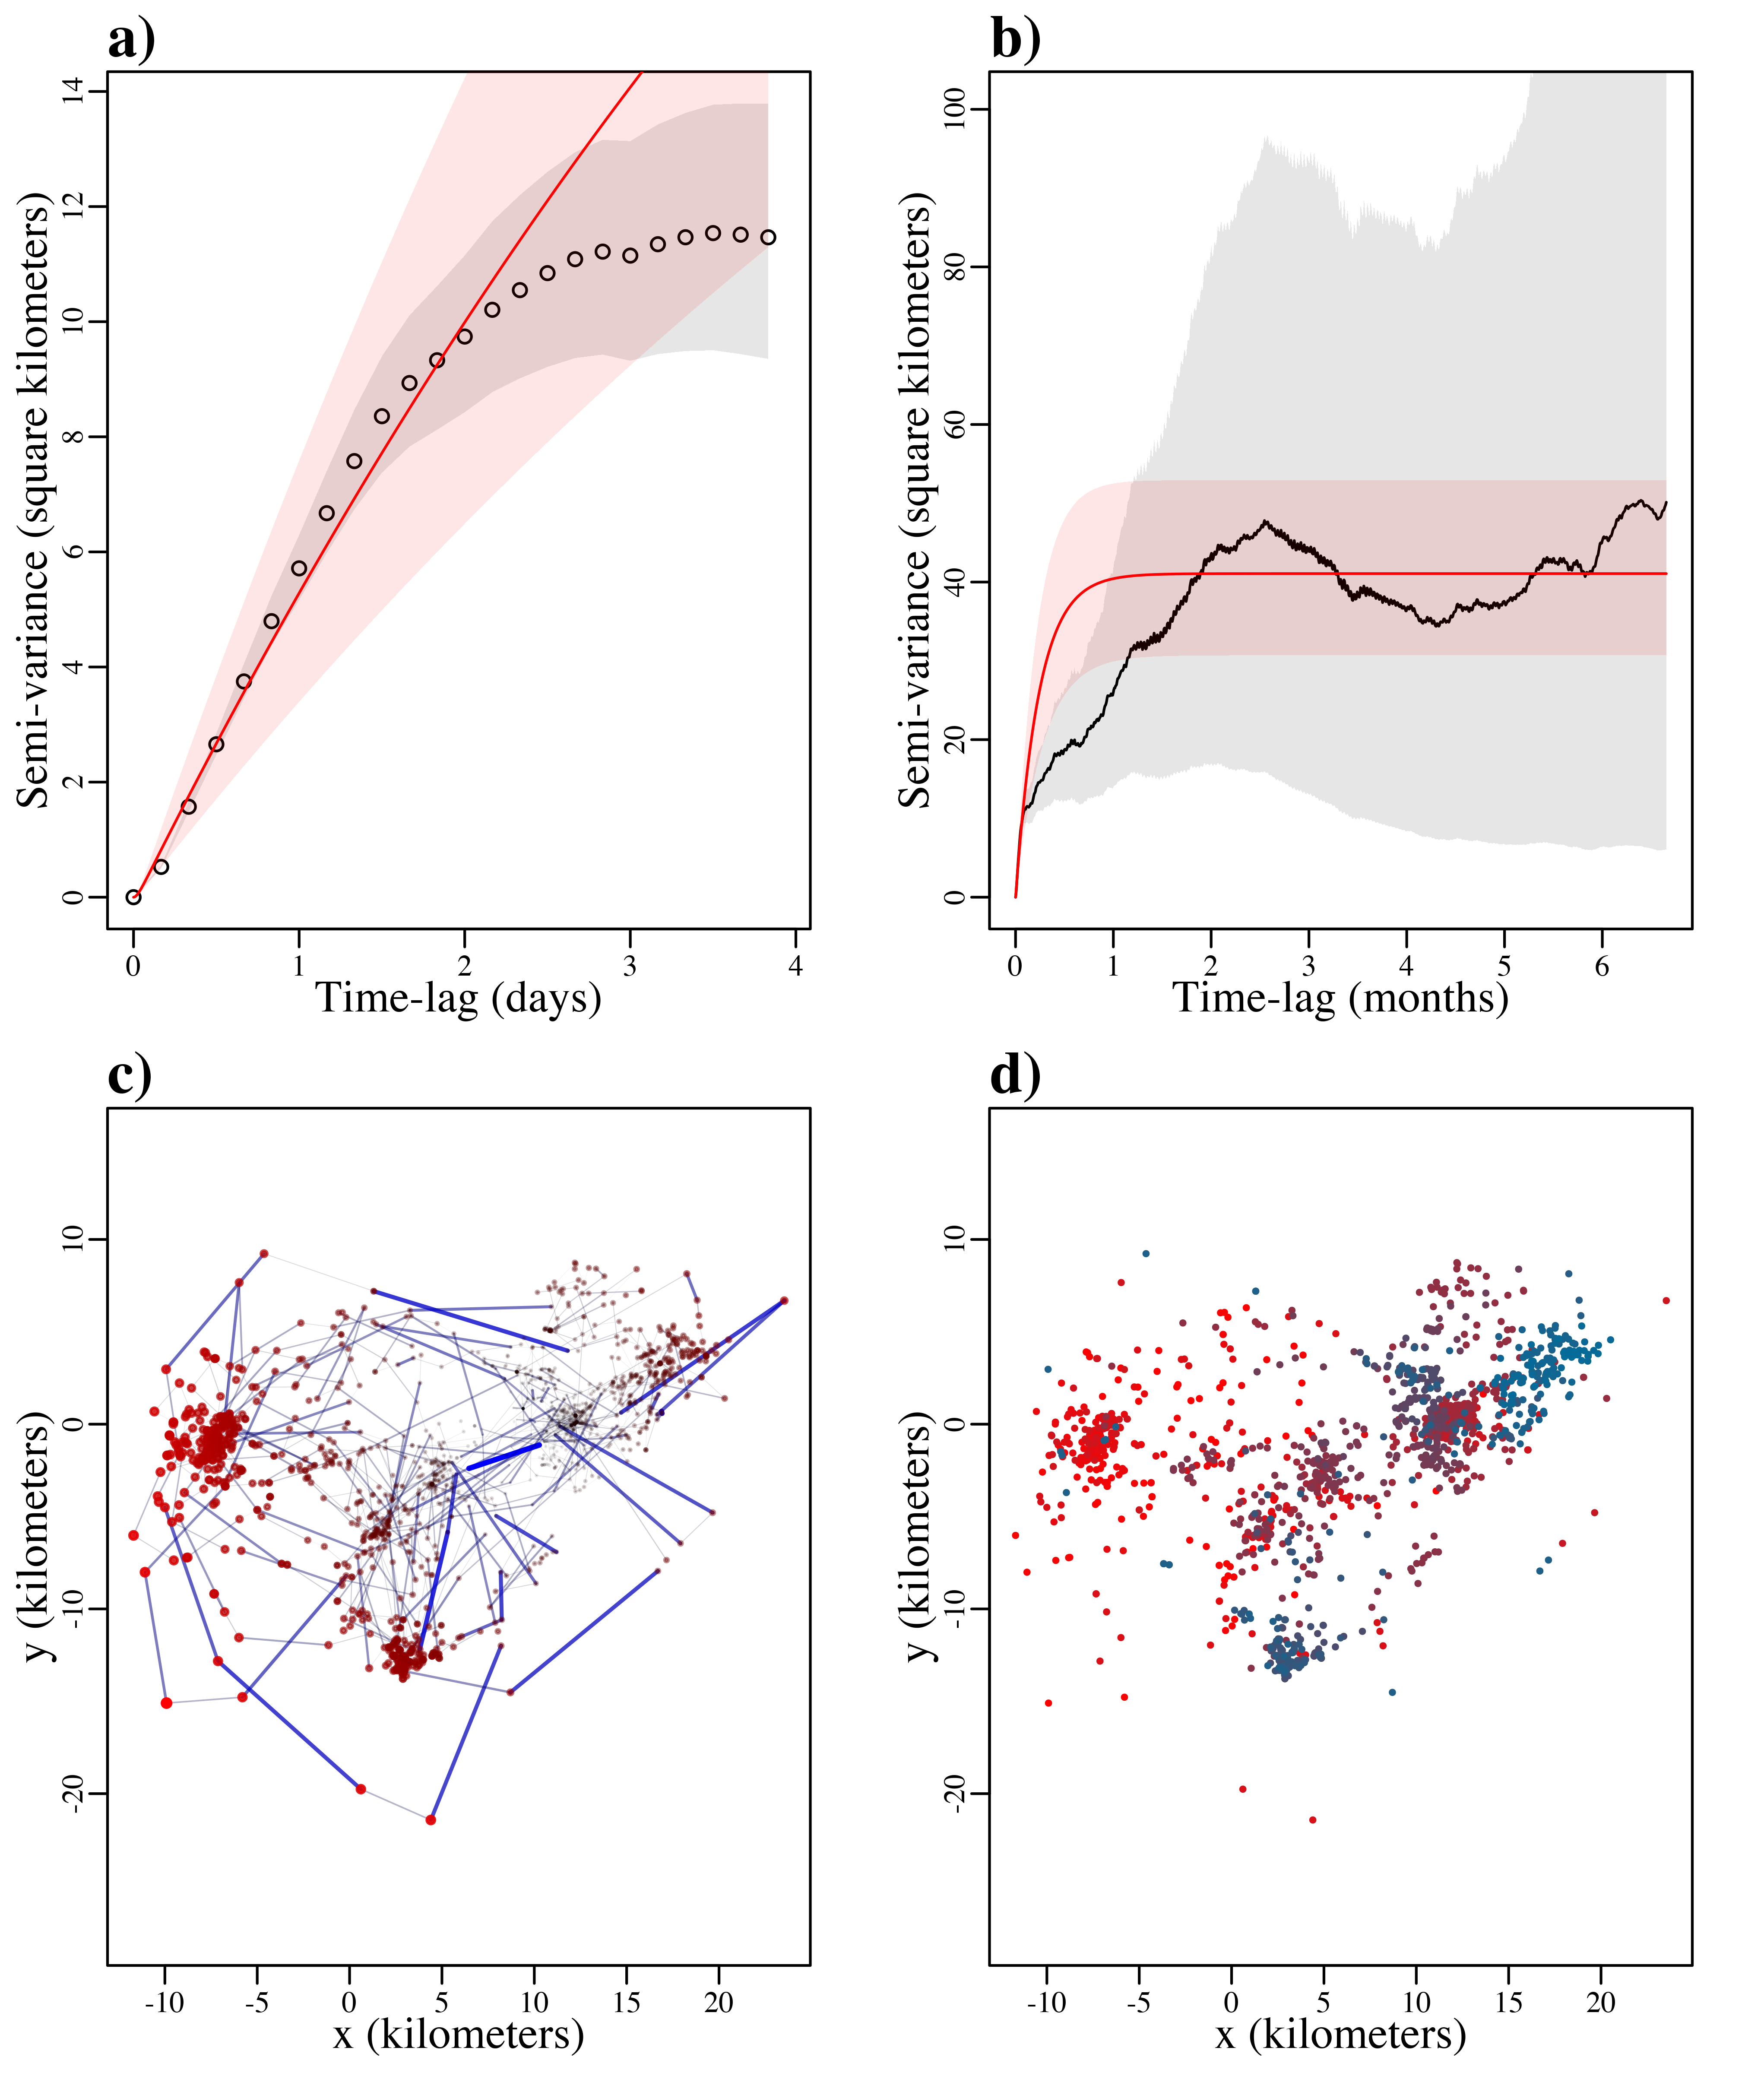 a)
Semi-variance (square kilometers)
14
12
10
8
6
4
2
0
0 1 2 3 4
Time-lag (days)
b)
Semi-variance (square kilometers)
100
80
60
40
20
0
0 1 2 3 4 5 6
Time-lag (months)
c)
y (kilometers)
10
0
-10
-20
-10 -5 0 5 10 15 20
x (kilometers)
d)
y (kilometers)
10
0
-10
-20
-10 -5 0 5 10 15 20
x (kilometers)